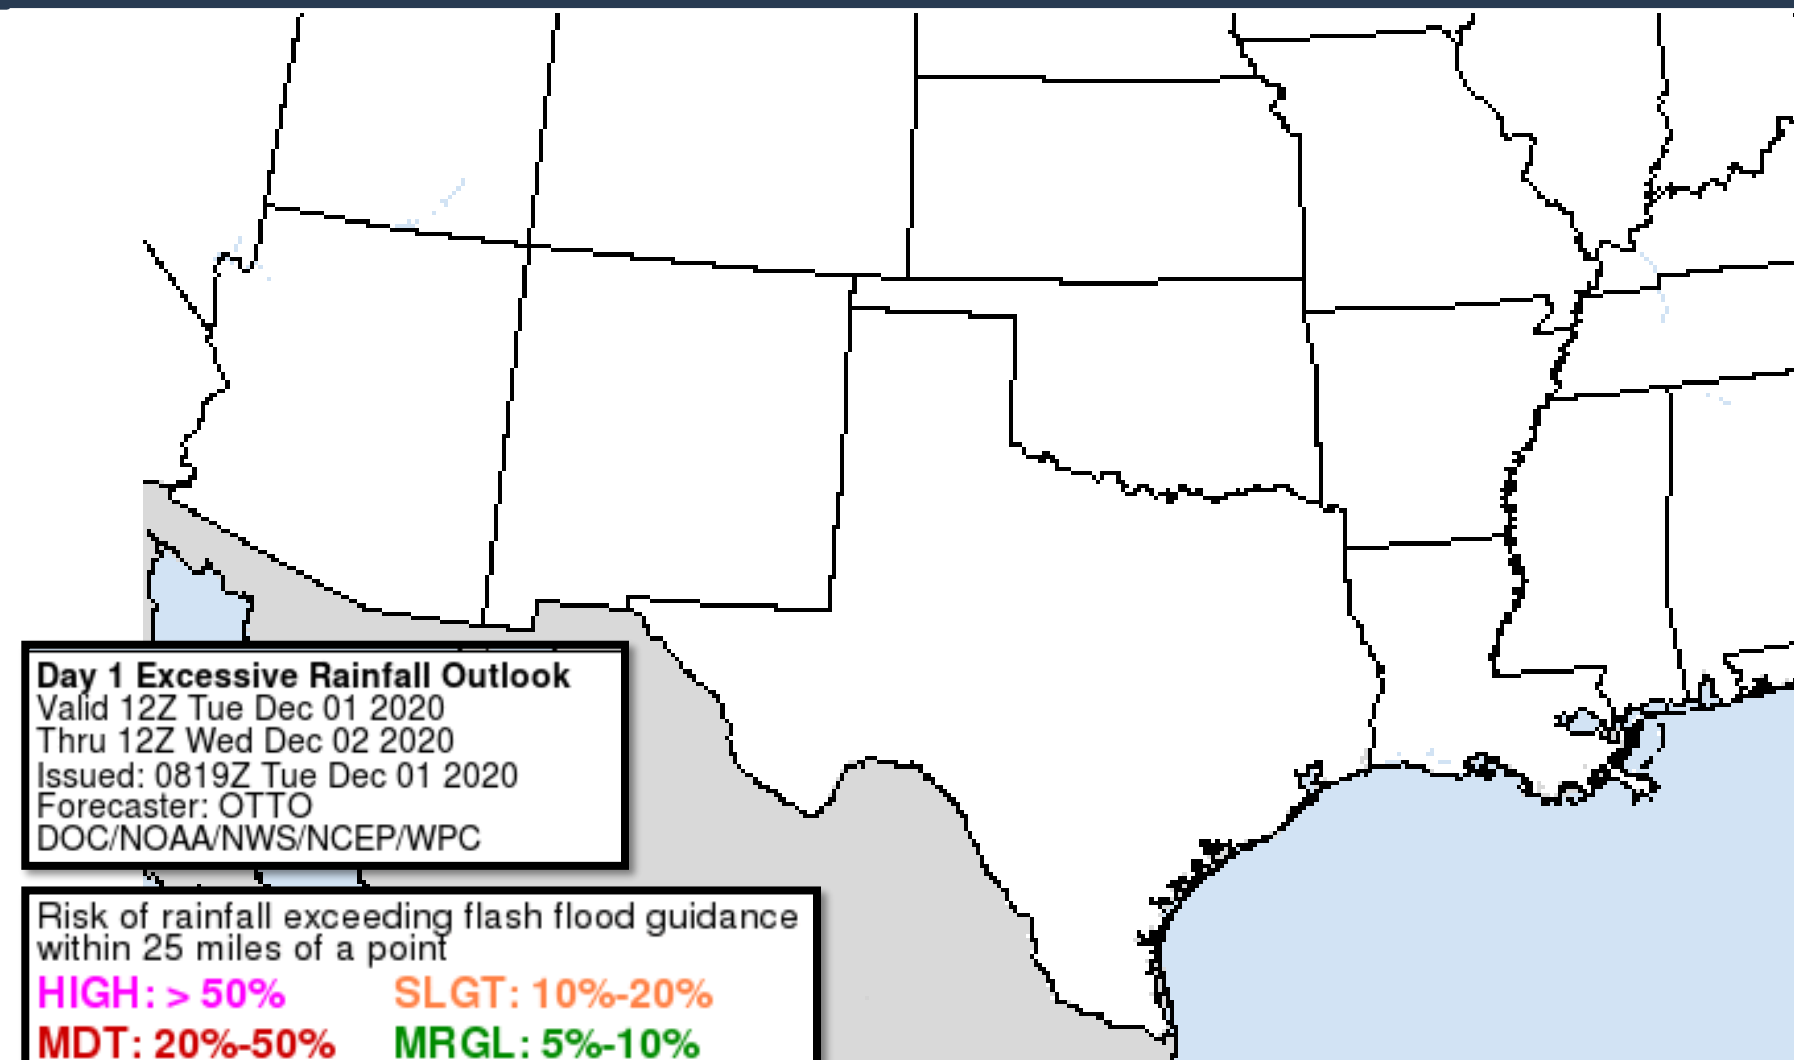 Day 1 Excessive Rainfall Outlook
Valid 12Z Tue Dec 01 2020
Thru 12Z Wed Dec 02 2020
Issued: 0819Z Tue Dec 01 2020
Forecaster: OTTO
DOC/NOAA/NWS/NCEP/WPC
Risk of rainfall exceeding flash flood guidance
within 25 miles of a point
HIGH: > 50% SLGT: 10%-20%
MDT: 20%-50% MRGL: 5%-10%